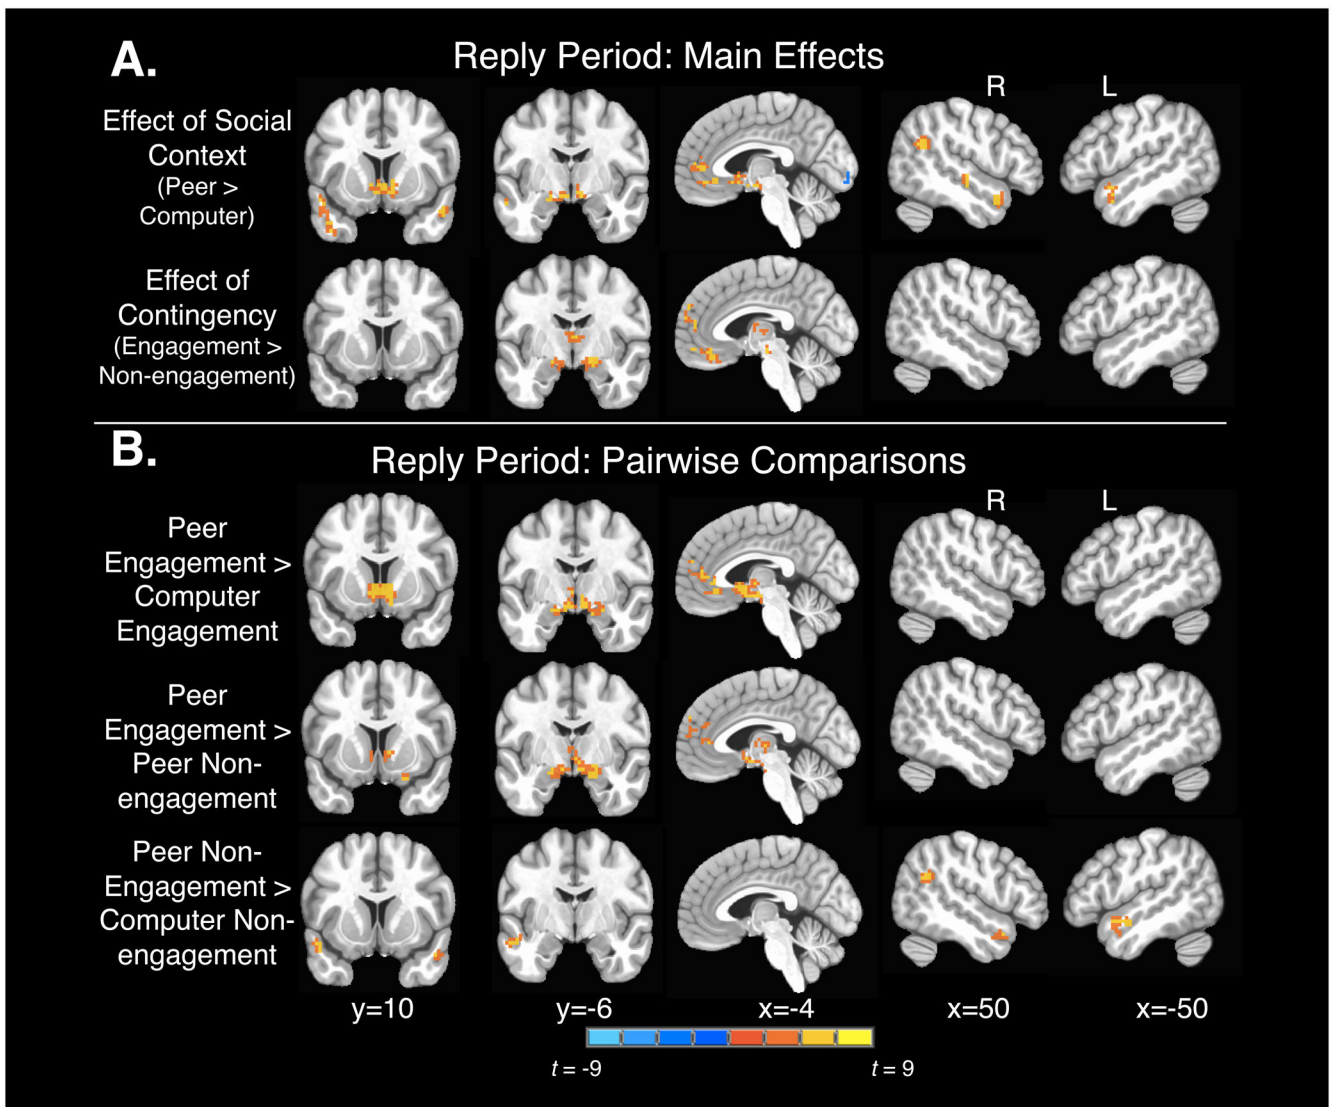 A.
Reply Period: Main Effects
R
L
Effect of Social
Context
(Peer >
Computer)
Effect of
Contingency
(Engagement >
Non-engagement)
B.
Reply Period: Pairwise Comparisons
R
L
Peer
Engagement >
Computer
Engagement
Peer
Engagement >
Peer Non-
engagement
Peer Non-
Engagement >
Computer Non-
engagement
y=10
y=-6
x=-4
x=50
x=-50
t = -9
t = 9